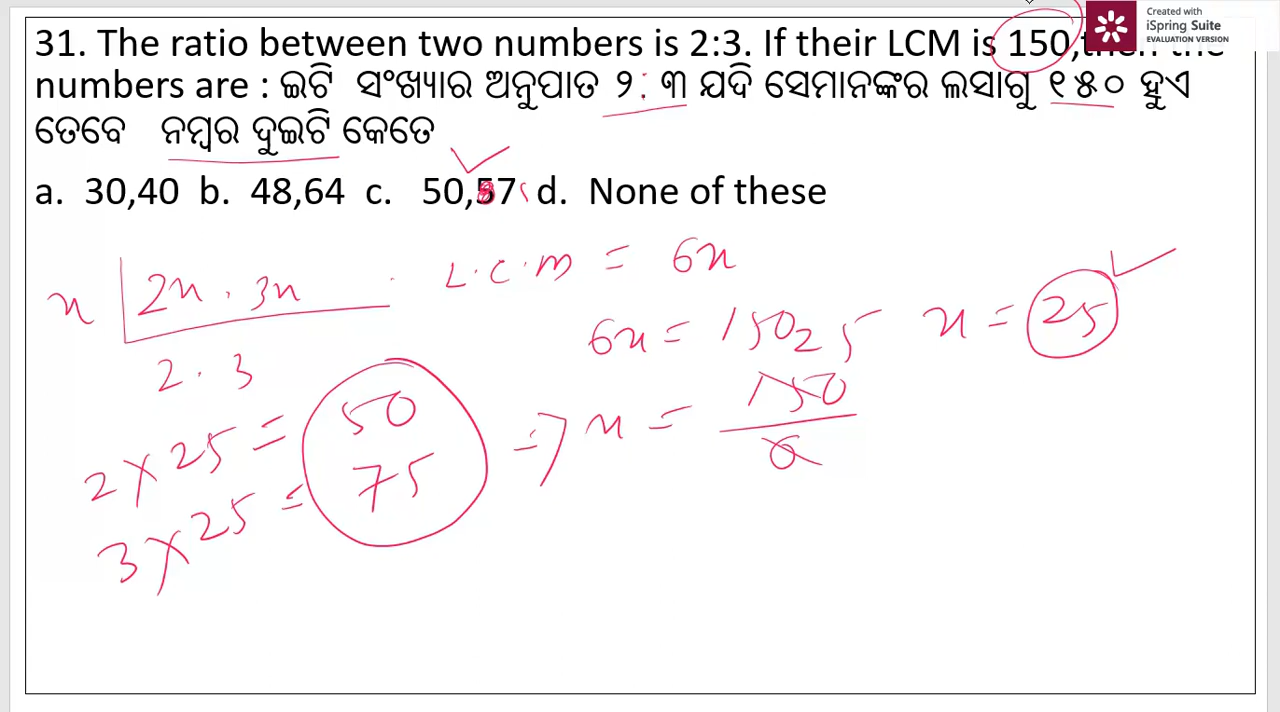 Created with
iSpring Suite
EVALUATION VERSION
31. The ratio between two numbers is 2:3. If their LCM is 150,then the
numbers are : ଇଟି ସଂଖ୍ୟାର ଅନୁପାତ ୨ : ୩ ଯଦି ସେମାନଙ୍କର ଲସାଗୁ ୧୫୦ ହୁଏ
ତେବେ ନମ୍ବର ଦୁଇଟି କେତେ
a. 30,40 b. 48,64 c. 50,57 d. None of these
x 2x . 3x L.C.M = 6x
2 . 3 6x = 150 x = 25
25
2 x 25 = 50 => x = 150/6
3 x 25 = 75